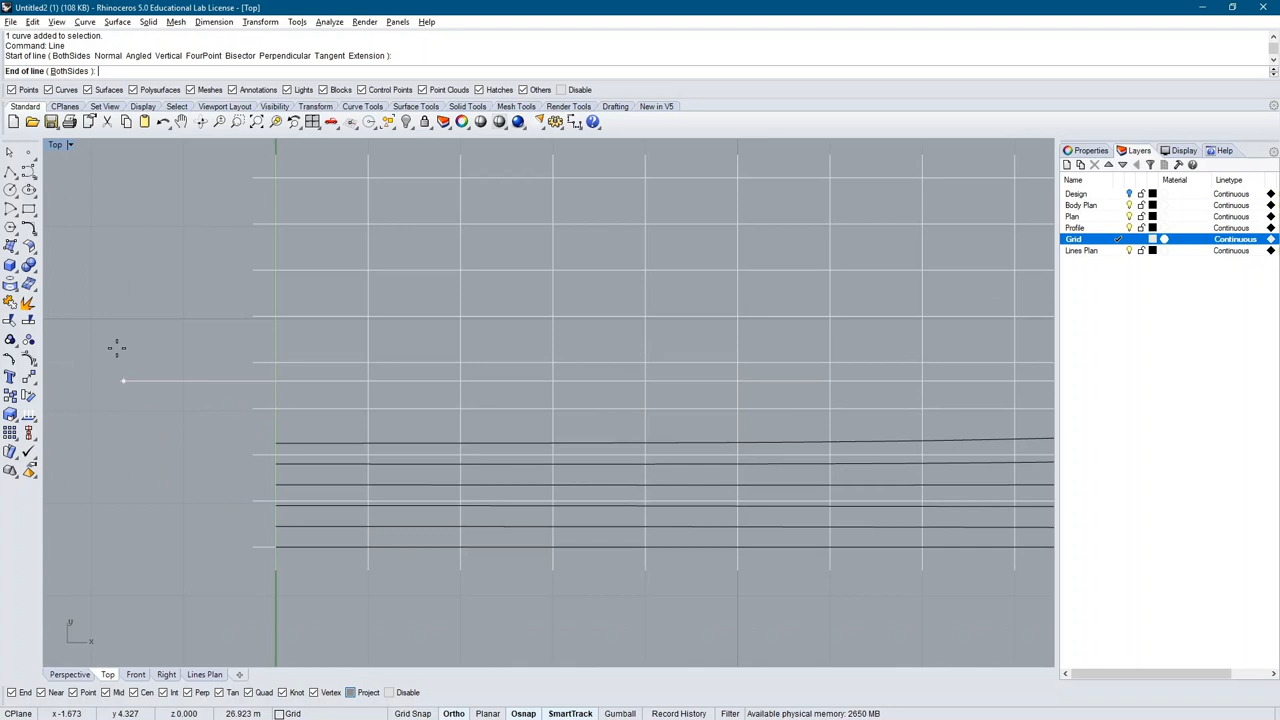 Untitled2 (1) (108 KB) - Rhinoceros 5.0 Educational Lab License - [Top]
File Edit View Curve Surface Solid Mesh Dimension Transform Tools Analyze Render Panels Help
1 curve added to selection.
Command: Line
Start of line ( BothSides Normal Angled Vertical FourPoint Bisector Perpendicular Tangent Extension ):
End of line ( BothSides ):
Points Curves Surfaces Polysurfaces Meshes Annotations Lights Blocks Control Points Point Clouds Hatches Others Disable
Standard CPlanes Set View Display Select Viewport Layout Visibility Transform Curve Tools Surface Tools Solid Tools Mesh Tools Render Tools Drafting New in V5
Top
Properties Layers Display Help
Name Material Linetype
Design Continuous
Body Plan Continuous
Plan Continuous
Profile Continuous
Grid Continuous
Lines Plan Continuous
y
x
Perspective Top Front Right Lines Plan
End Near Point Mid Cen Int Perp Tan Quad Knot Vertex Project Disable
CPlane x -1.673 y 4.327 z 0.000 26.923 m Grid Grid Snap Ortho Planar Osnap SmartTrack Gumball Record History Filter Available physical memory: 2650 MB